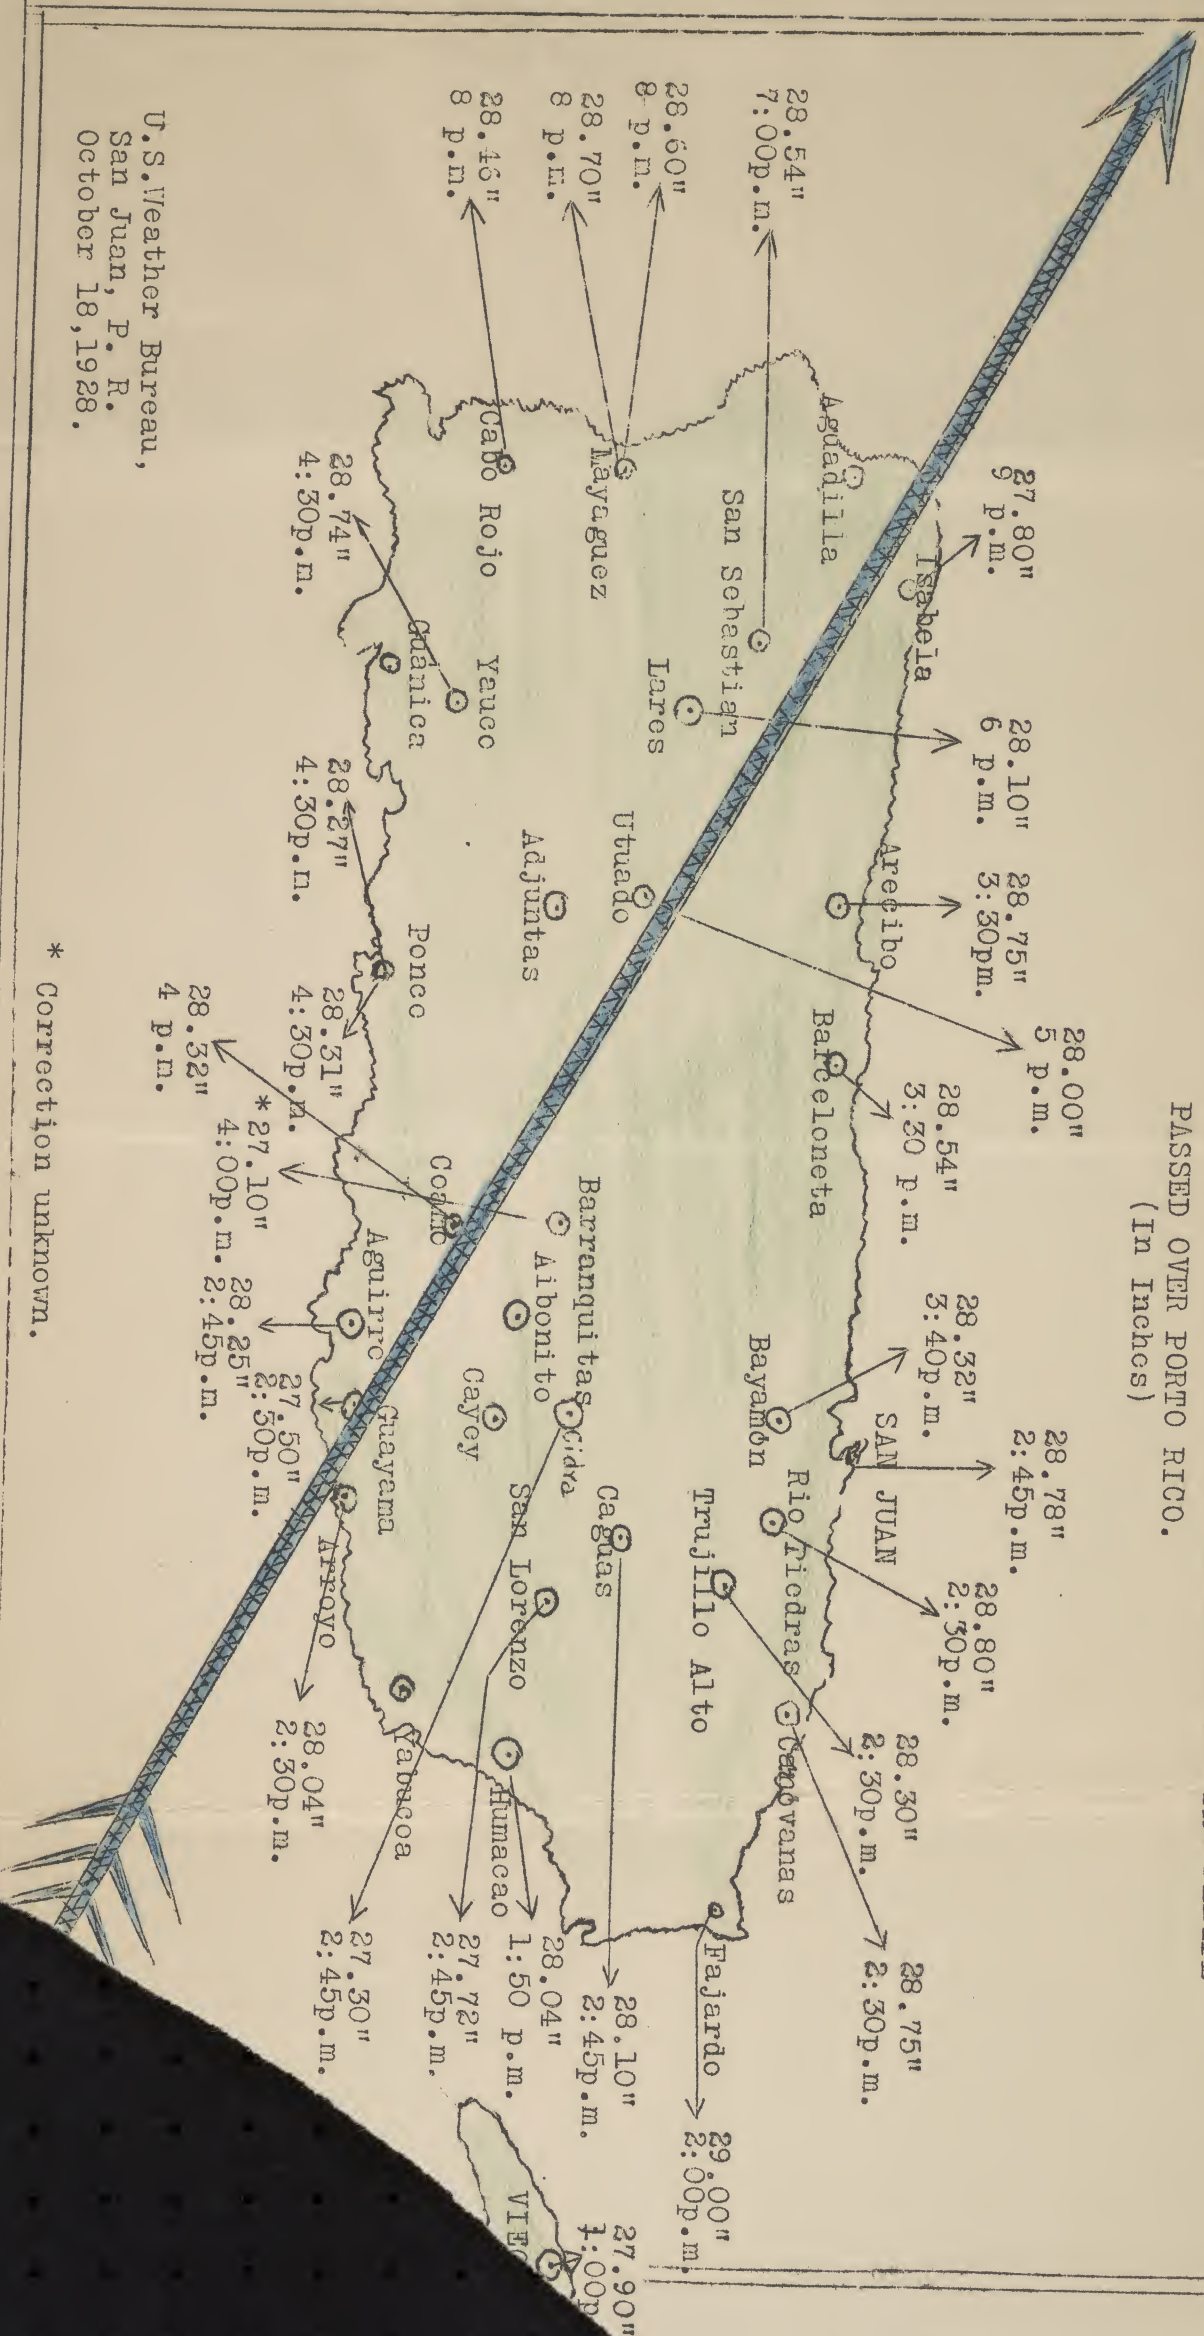 PASSED OVER PORTO RICO.
(In Inches)
28.00"
5 p.m.
28.78"
2:45p.m.
27.80"
9 p.m.
28.10"
6 p.m.
28.75"
3:30pm.
28.54"
3:30 p.m.
28.32"
3:40p.m.
28.80"
2:30p.m.
28.30"
2:30p.m.
28.75"
2:30p.m.
28.54"
7:00p.m.
28.60"
8 p.m.
28.70"
8 p.m.
28.46"
8 p.m.
Isabela
Arecibo
SAN JUAN
Aguadilla
Barceloneta
Rio Piedras
Canovanas
Bayamon
San Sebastian
Trujillo Alto
Fajardo
29.00"
2:00p.m.
Lares
Utuado
Caguas
28.10"
2:45p.m.
27.90"
1:00p
Mayaguez
Adjuntas
Barranquitas
Aibonito
Cidra
San Lorenzo
Humacao
28.04"
1:50 p.m.
VIEQ
Cabo Rojo
Yauco
Coamo
Cayey
27.72"
2:45p.m.
Guanica
Ponce
Aguirre
Guayama
Yabucoa
27.30"
2:45p.m.
Arroyo
28.74"
4:30p.m.
28.27"
4:30p.m.
28.31"
4:30p.m.
28.04"
2:30p.m.
28.32"
4 p.m.
*27.10"
4:00p.m.
28.25"
2:45p.m.
27.50"
2:30p.m.
U.S.Weather Bureau,
San Juan, P. R.
October 18,1928.
* Correction unknown.